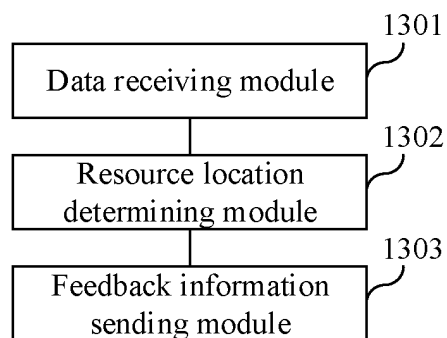 1301
Data receiving module
1302
Resource location
determining module
1303
Feedback information
sending module